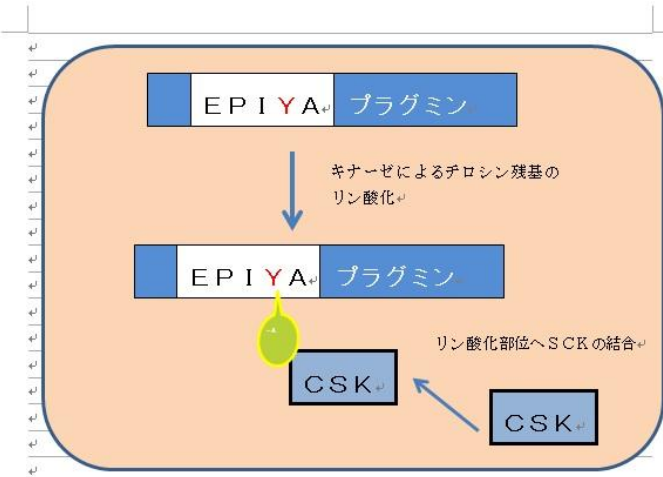 EPIYA プラグミン
キナーゼによるチロシン残基の
リン酸化
EPIYA プラグミン
リン酸化部位へSCKの結合
CSK
CSK